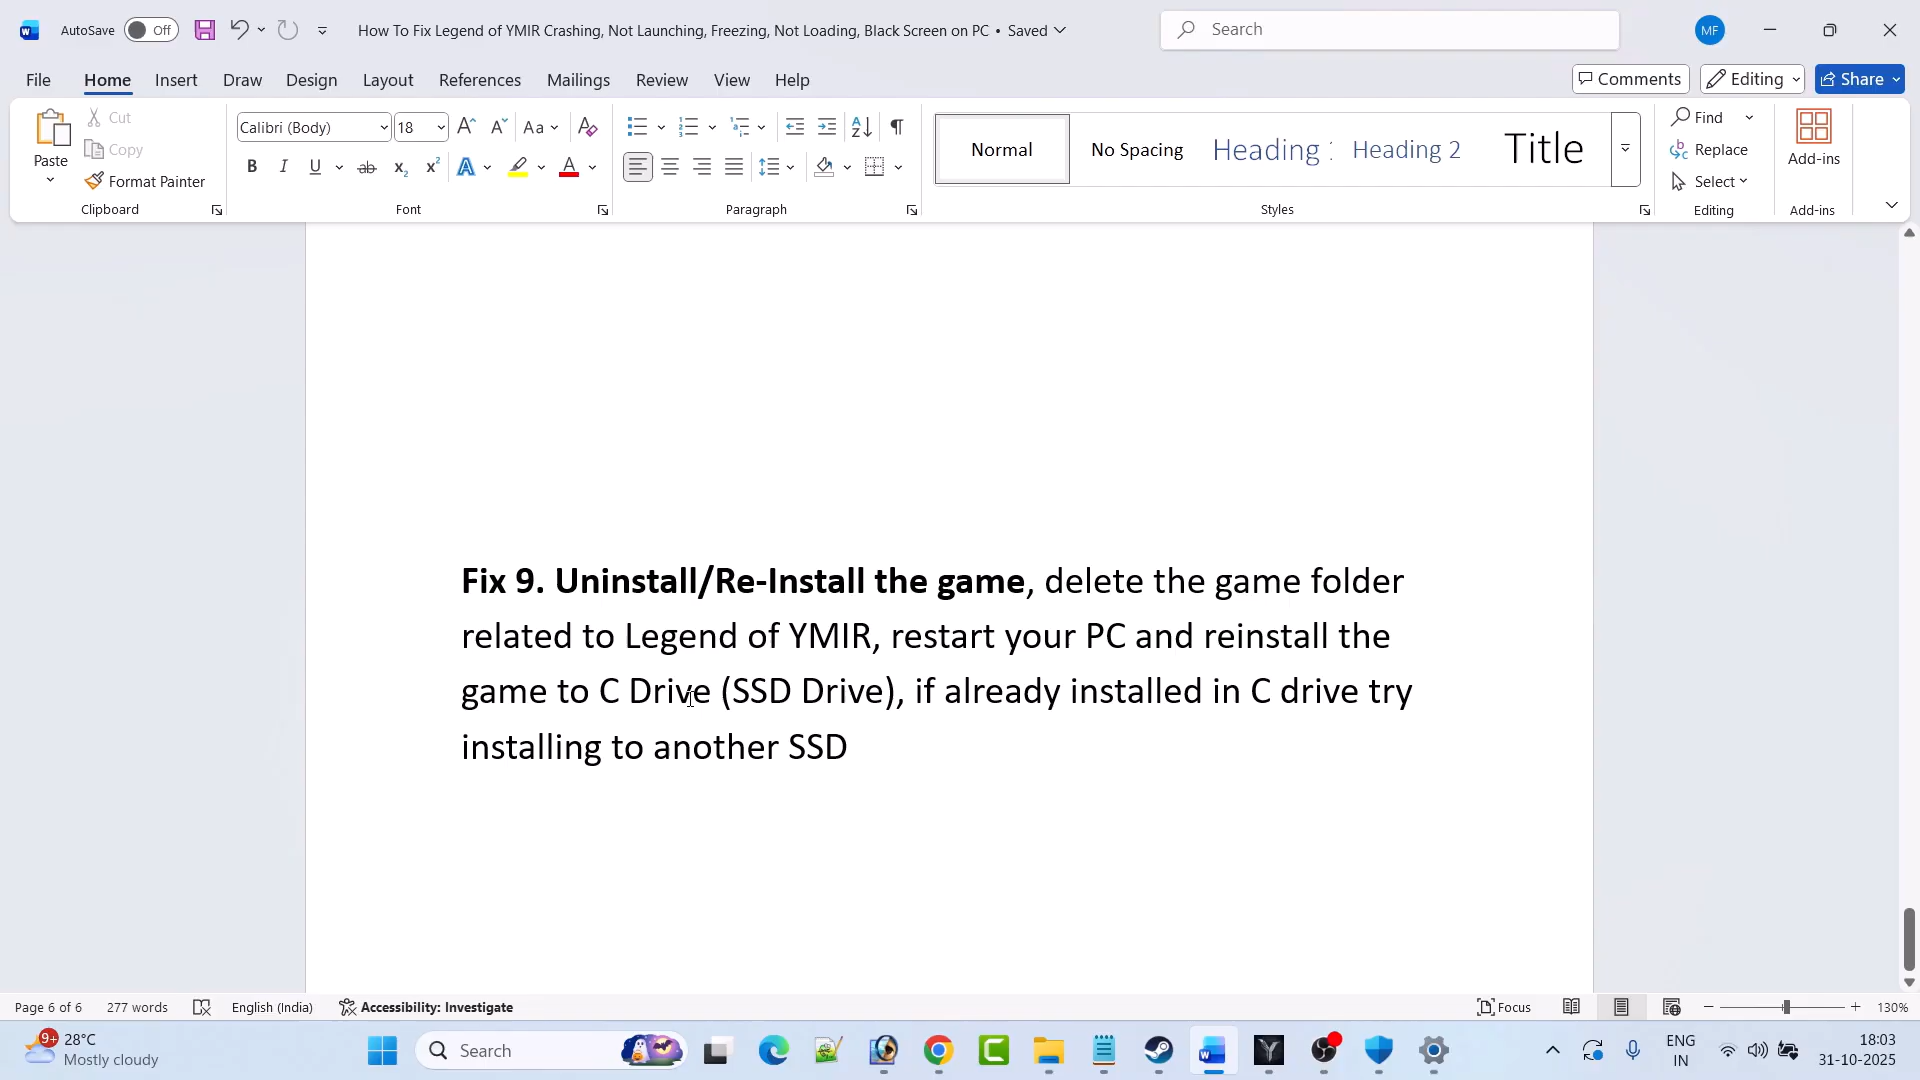 AutoSave Off How To Fix Legend of YMIR Crashing, Not Launching, Freezing, Not Loading, Black Screen on PC • Saved Search MF
File Home Insert Draw Design Layout References Mailings Review View Help Comments Editing Share
Paste Cut Copy Format Painter Clipboard
Calibri (Body) 18 Font
Paragraph
Normal No Spacing Heading 1 Heading 2 Title Styles
Find Replace Select Editing
Add-ins Add-ins
Fix 9. Uninstall/Re-Install the game, delete the game folder
related to Legend of YMIR, restart your PC and reinstall the
game to C Drive (SSD Drive), if already installed in C drive try
installing to another SSD
Page 6 of 6 277 words English (India) Accessibility: Investigate Focus 130%
9+ 28°C Search ENG 18:03
Mostly cloudy IN 31-10-2025